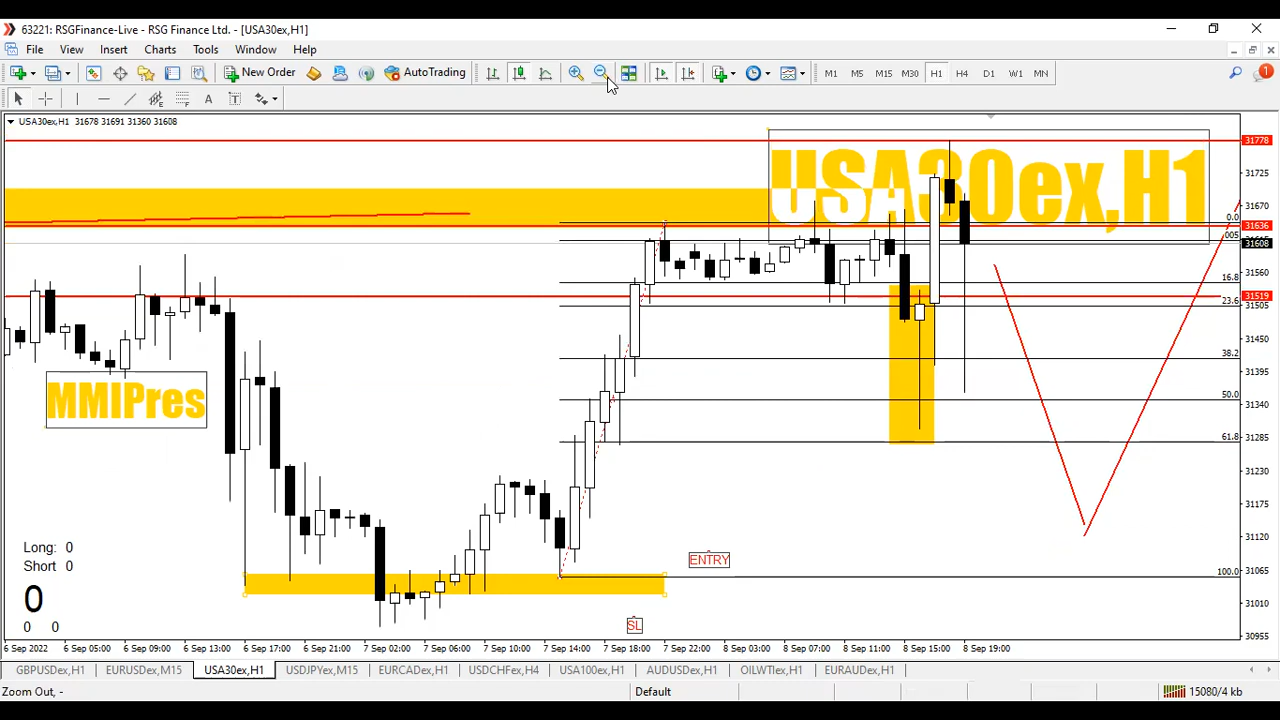 63221: RSGFinance-Live - RSG Finance Ltd. - [USA30ex,H1]
File View Insert Charts Tools Window Help
New Order AutoTrading M1 M5 M15 M30 H1 H4 D1 W1 MN 1
A T
USA30ex,H1 31678 31691 31360 31608
USA30ex,H1
31778
31725
31670
0.0
31636
31608
16.8
31560
31519
23.6
31505
31450
38.2
31395
MMIPres
50.0
31340
61.8
31285
31230
31175
31120
Long: 0
Short 0
ENTRY
100.0
0
31010
0 0
SL
30955
6 Sep 2022 6 Sep 05:00 6 Sep 09:00 6 Sep 13:00 6 Sep 17:00 6 Sep 21:00 7 Sep 02:00 7 Sep 06:00 7 Sep 10:00 7 Sep 14:00 7 Sep 18:00 7 Sep 22:00 8 Sep 03:00 8 Sep 07:00 8 Sep 11:00 8 Sep 15:00 8 Sep 19:00
GBPUSDex,H1 EURUSDex,M15 USA30ex,H1 USDJPYex,M15 EURCADex,H1 USDCHFex,H4 USA100ex,H1 AUDUSDex,H1 OILWTIex,H1 EURAUDex,H1
Zoom Out, - Default 15080/4 kb